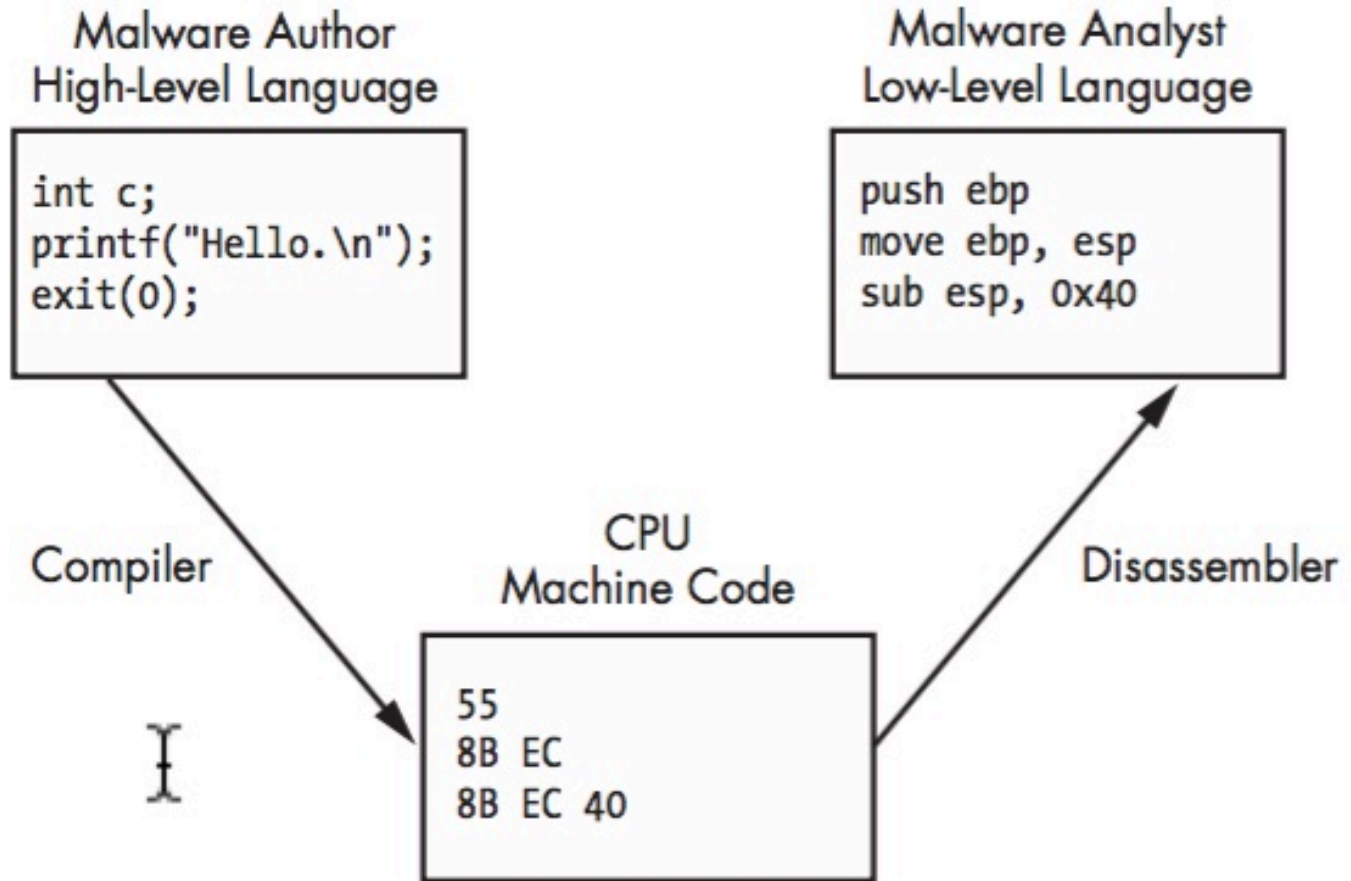 Malware Author
High-Level Language
int c;
printf("Hello.\n");
exit(0);
Compiler
CPU
Machine Code
55
8B EC
8B EC 40
Disassembler
Malware Analyst
Low-Level Language
push ebp
move ebp, esp
sub esp, 0x40